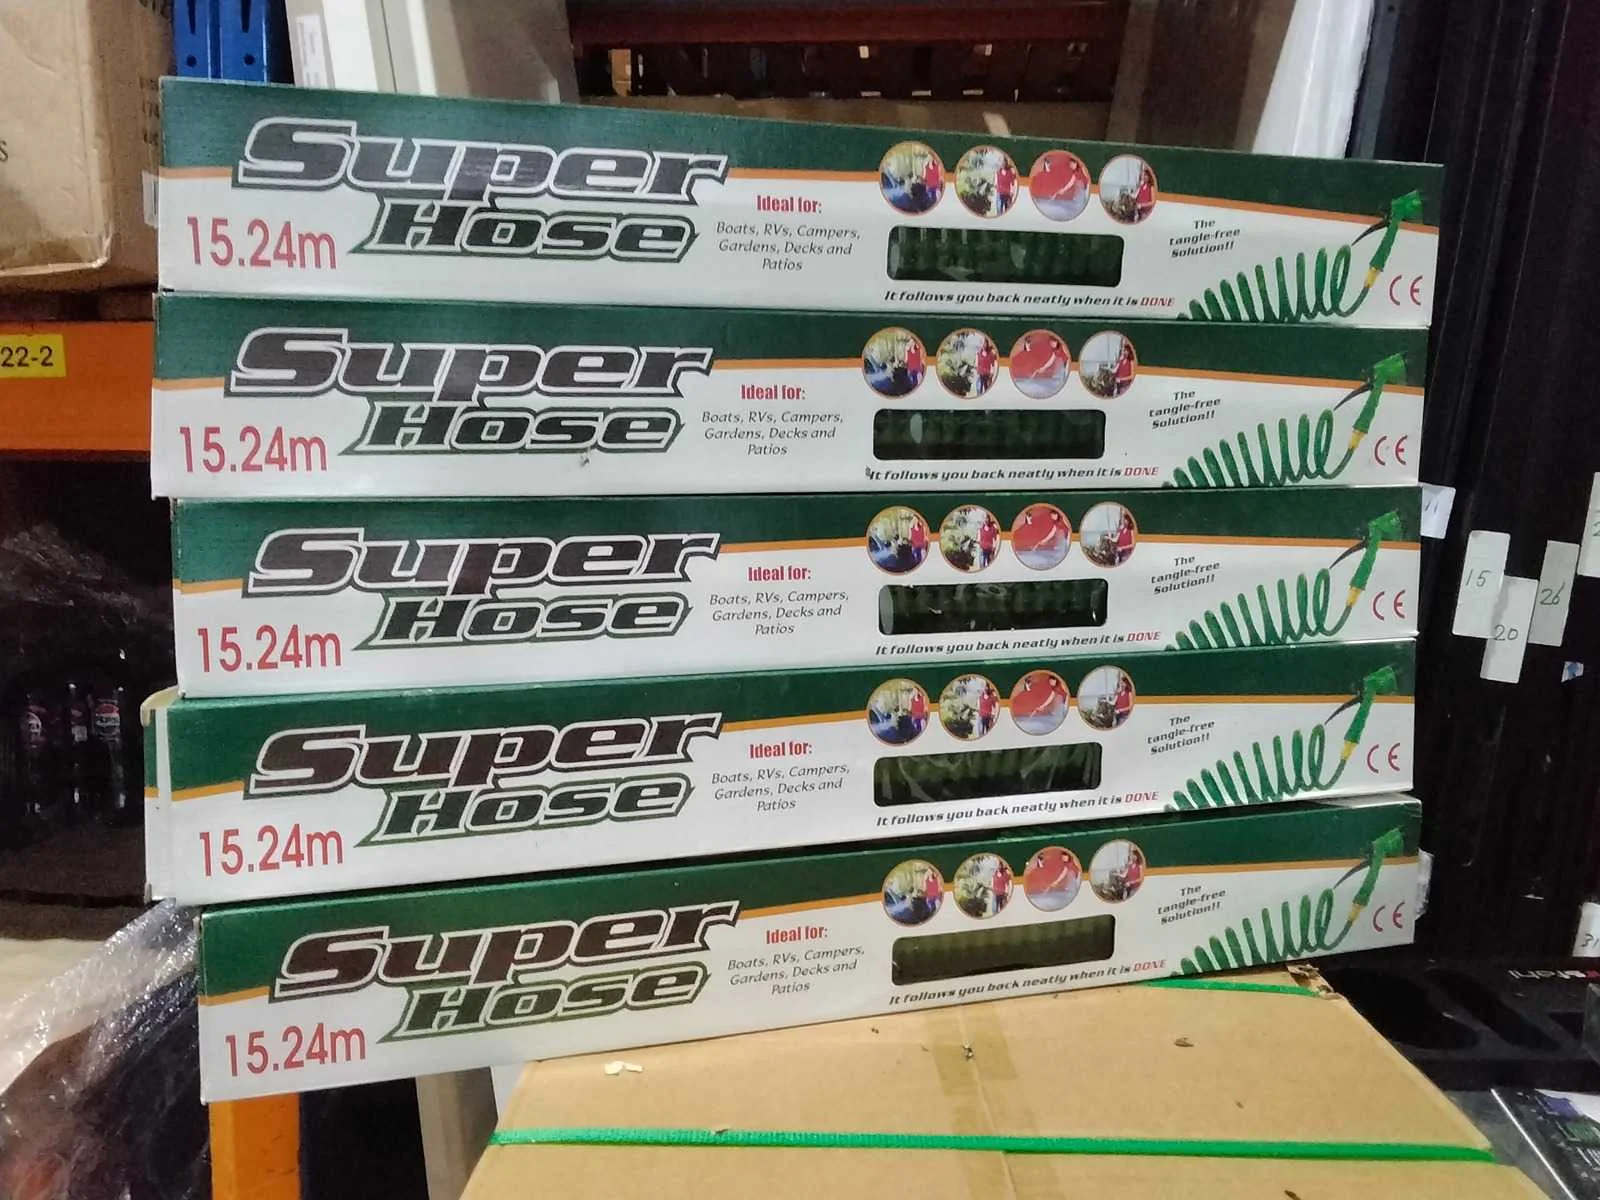 Super
Hose
15.24m
Ideal for:
Boats, RVs, Campers,
Gardens, Decks and
Patios
The
tangle-free
Solution!!
It follows you back neatly when it is DONE
CE
Super
Hose
15.24m
Ideal for:
Boats, RVs, Campers,
Gardens, Decks and
Patios
The
tangle-free
Solution!!
It follows you back neatly when it is DONE
CE
Super
Hose
15.24m
Ideal for:
Boats, RVs, Campers,
Gardens, Decks and
Patios
The
tangle-free
Solution!!
It follows you back neatly when it is DONE
CE
Super
Hose
15.24m
Ideal for:
Boats, RVs, Campers,
Gardens, Decks and
Patios
The
tangle-free
Solution!!
It follows you back neatly when it is DONE
CE
Super
Hose
15.24m
Ideal for:
Boats, RVs, Campers,
Gardens, Decks and
Patios
The
tangle-free
Solution!!
It follows you back neatly when it is DONE
CE
22-2
15
20
26